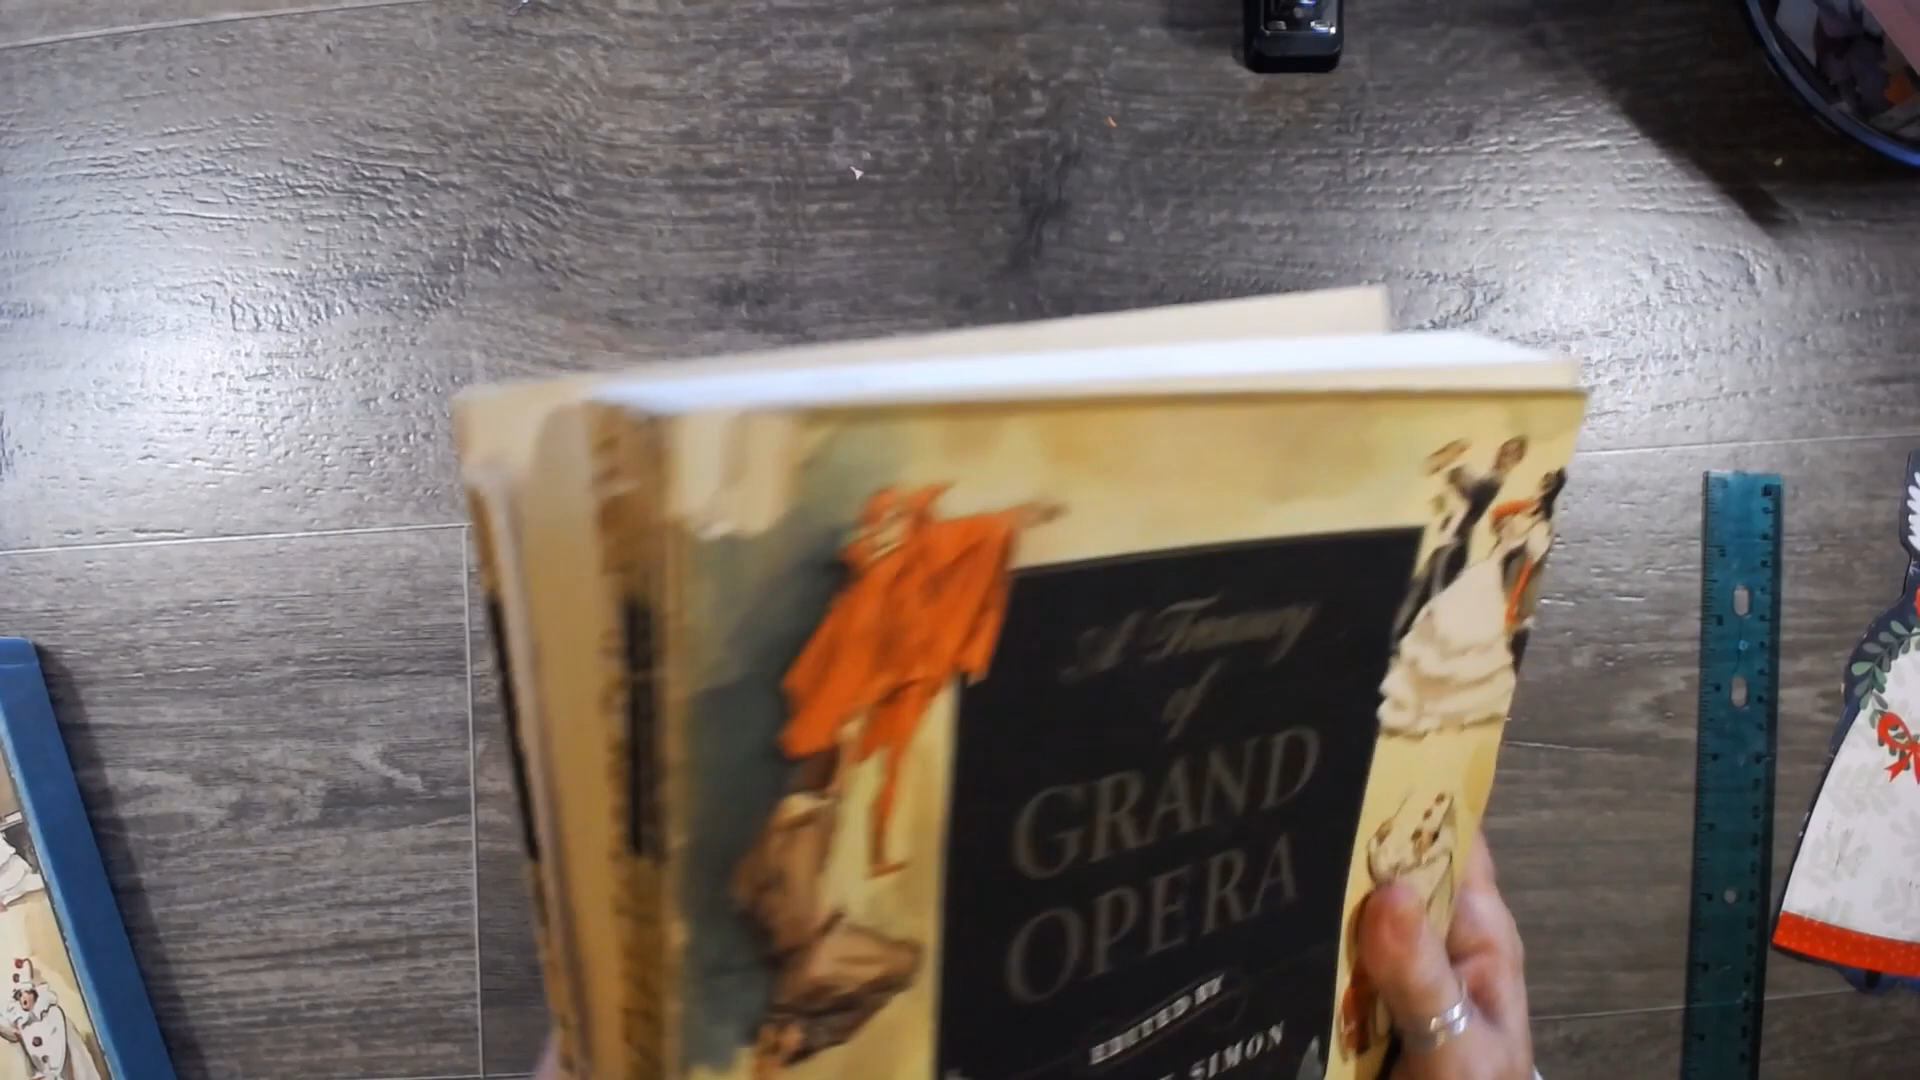 A Treasury
of
GRAND
OPERA
EDITED BY
SIMON